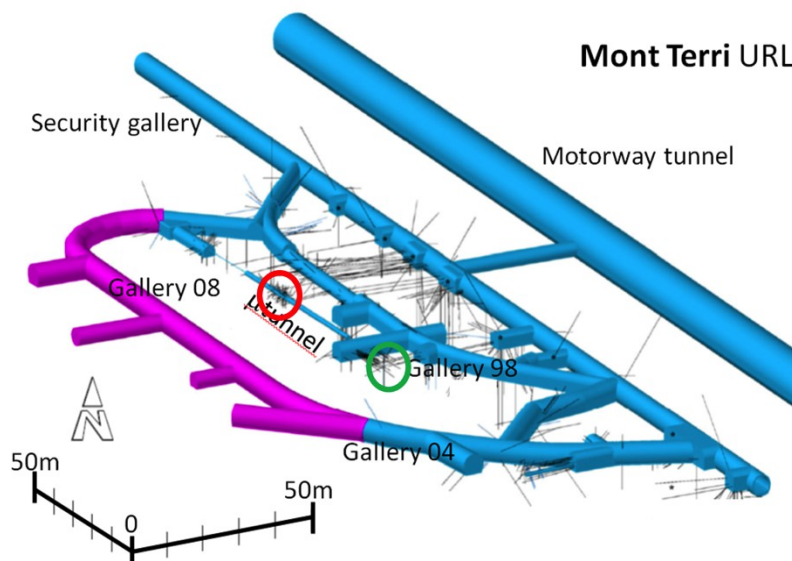 Mont Terri URL
Security gallery
Motorway tunnel
Gallery 08
μ tunnel
Gallery 98
N
Gallery 04
50m
50m
0